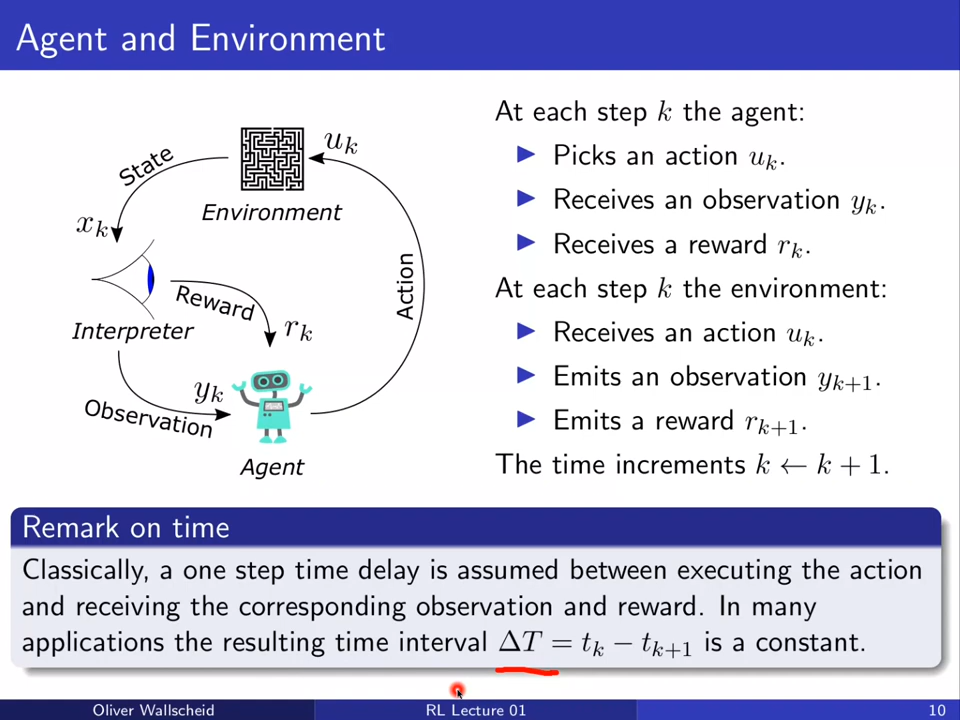 Agent and Environment
State
x_k
Environment
u_k
Action
Interpreter
Reward
r_k
Observation
y_k
Agent
At each step k the agent:
▶ Picks an action u_k.
▶ Receives an observation y_k.
▶ Receives a reward r_k.
At each step k the environment:
▶ Receives an action u_k.
▶ Emits an observation y_{k+1}.
▶ Emits a reward r_{k+1}.
The time increments k ← k + 1.
Remark on time
Classically, a one step time delay is assumed between executing the action
and receiving the corresponding observation and reward. In many
applications the resulting time interval ΔT = t_k − t_{k+1} is a constant.
Oliver Wallscheid
RL Lecture 01
10